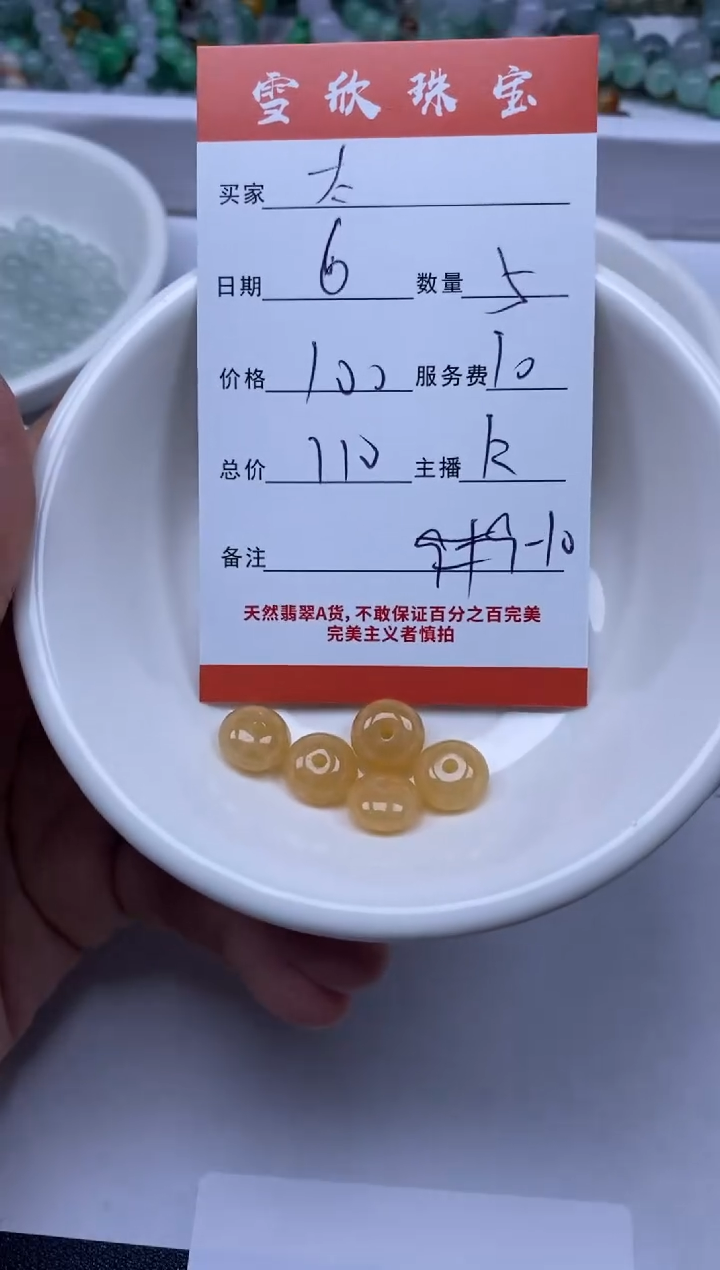 雪欣珠宝
买家
日期 6 数量 5
价格 100 服务费 10
总价 110 主播 k
备注
天然翡翠A货,不敢保证百分之百完美
完美主义者慎拍